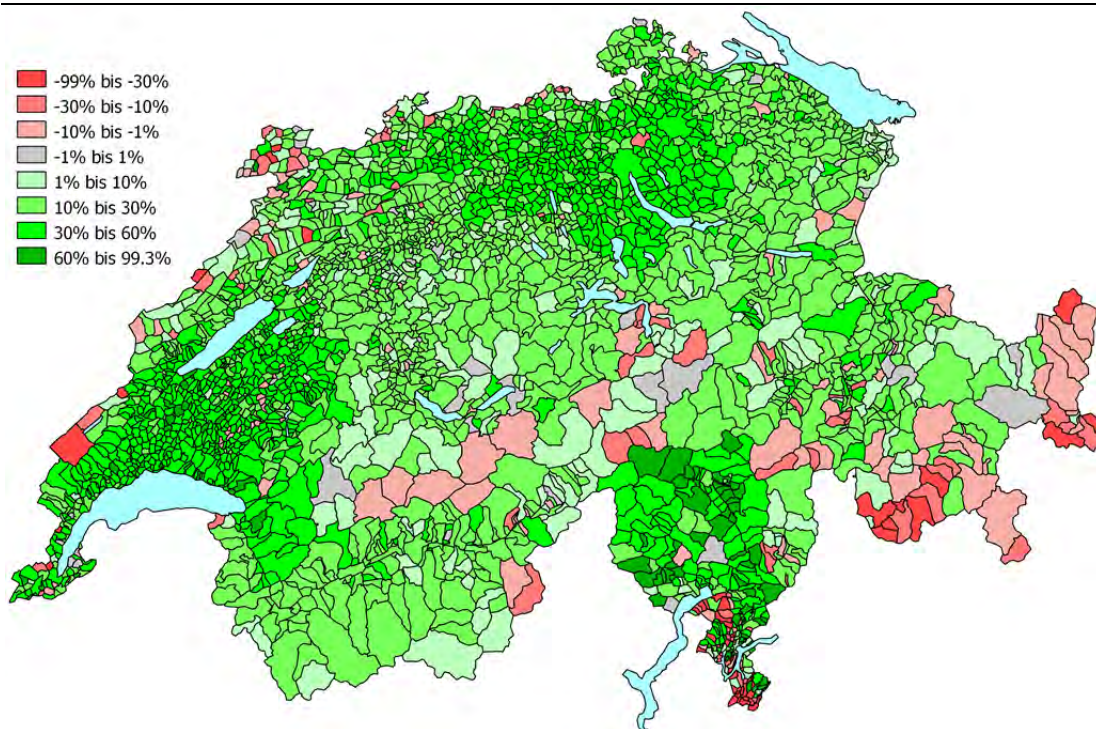 -99% bis -30%
-30% bis -10%
-10% bis -1%
-1% bis 1%
1% bis 10%
10% bis 30%
30% bis 60%
60% bis 99.3%